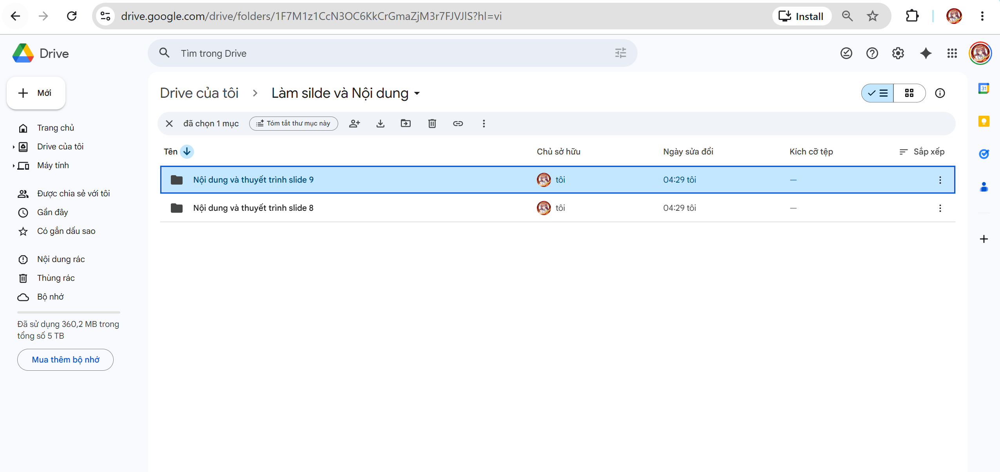 drive.google.com/drive/folders/1F7M1z1CcN3OC6KkCrGmaZjM3r7FJVJlS?hl=vi
Install
Drive
Tìm trong Drive
Mới
Drive của tôi
Làm silde và Nội dung
31
đã chọn 1 mục
Tóm tắt thư mục này
Trang chủ
Drive của tôi
Máy tính
Được chia sẻ với tôi
Gần đây
Có gắn dấu sao
Nội dung rác
Thùng rác
Bộ nhớ
Đã sử dụng 360,2 MB trong
tổng số 5 TB
Mua thêm bộ nhớ
Tên Chủ sở hữu Ngày sửa đổi Kích cỡ tệp Sắp xếp
Nội dung và thuyết trình slide 9 tôi 04:29 tôi —
Nội dung và thuyết trình slide 8 tôi 04:29 tôi —